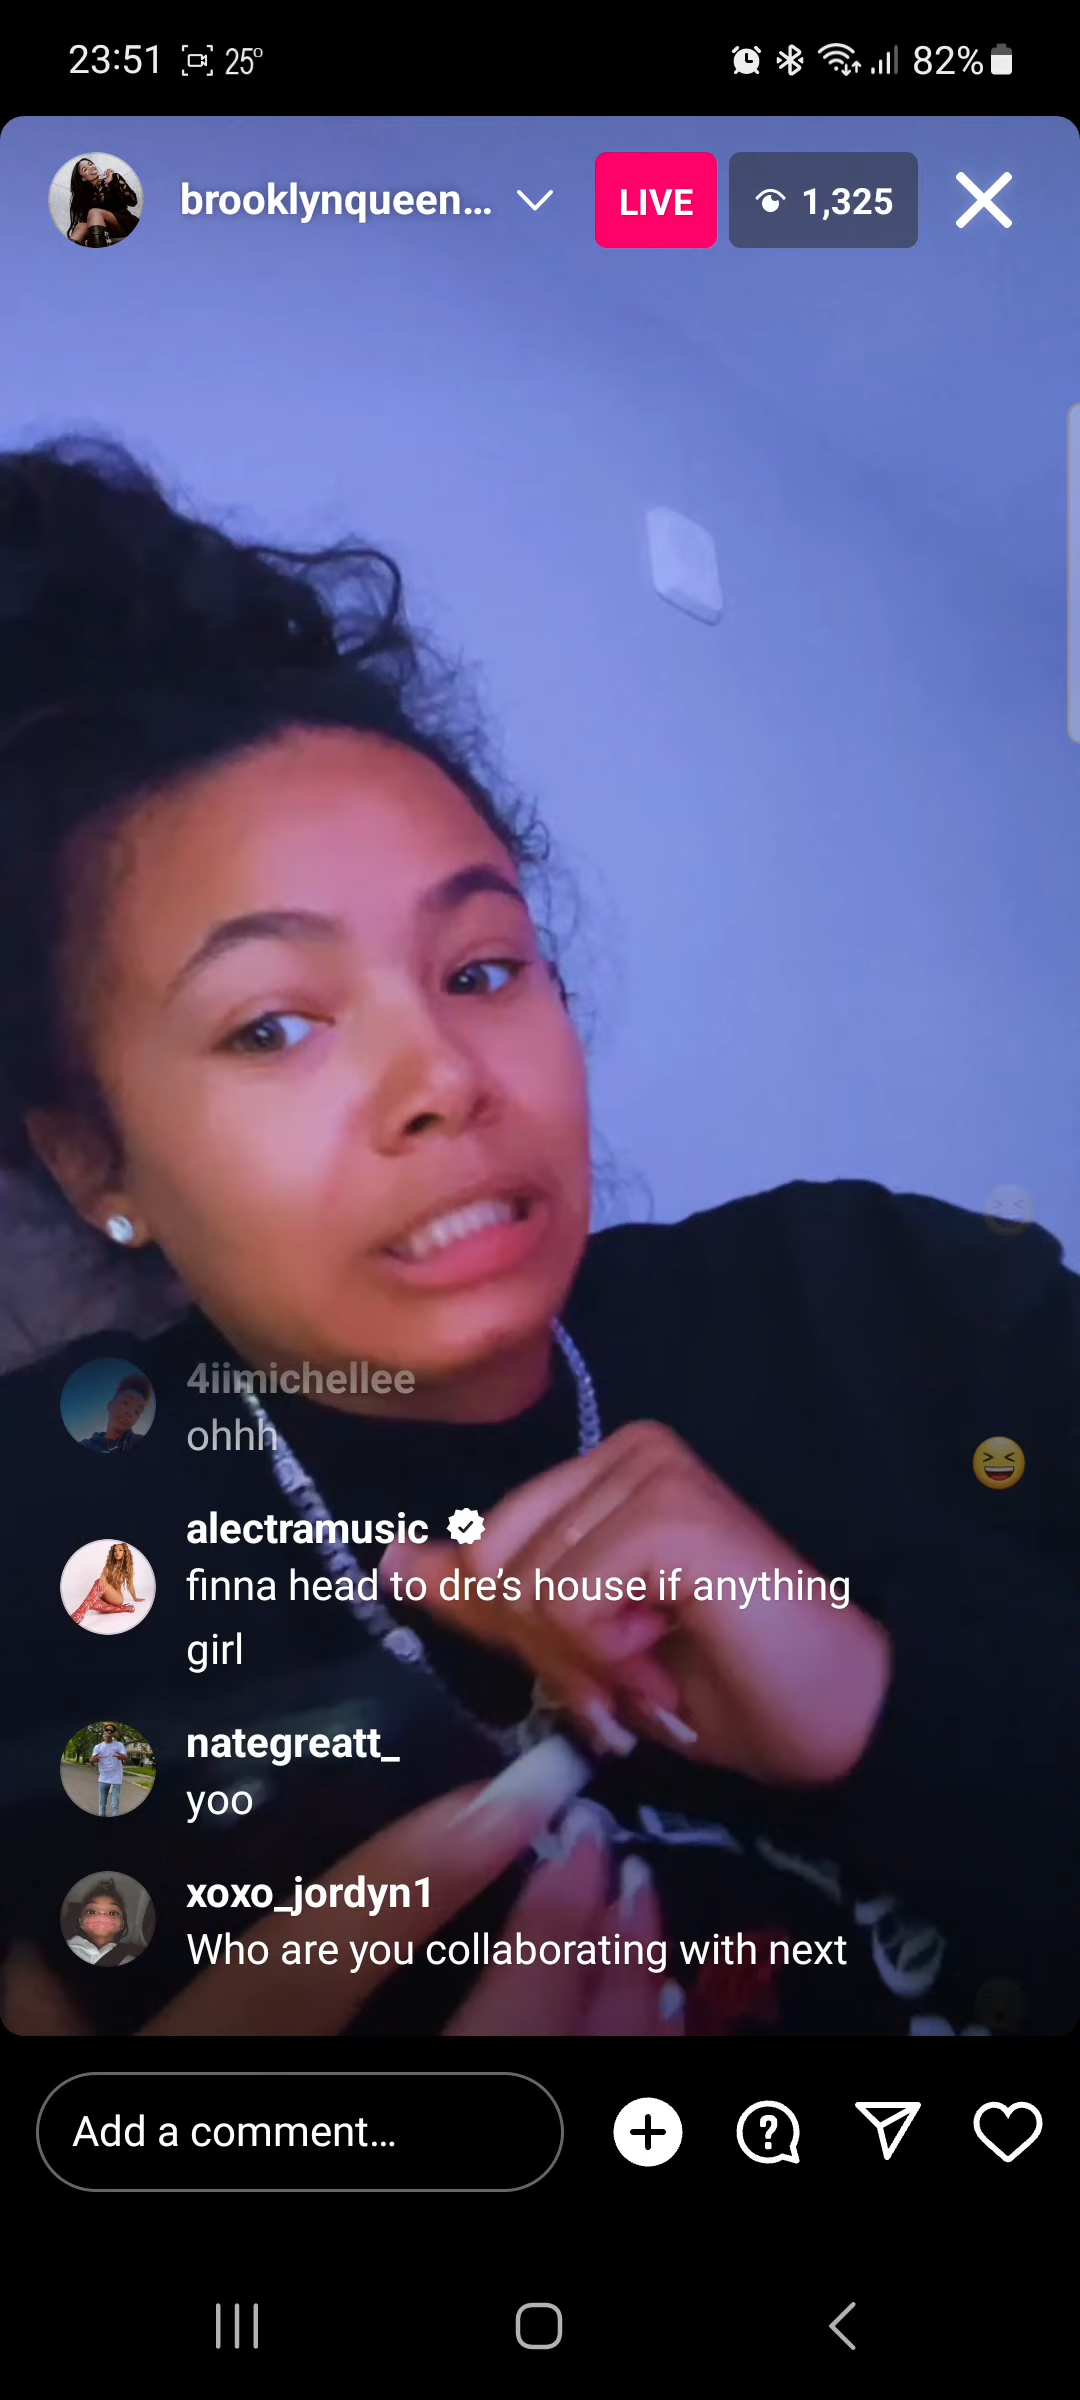 23:51 25°
82%
brooklynqueen...
LIVE
1,325
4iimichellee
ohhh
alectramusic
finna head to dre’s house if anything
girl
nategreatt_
yoo
xoxo_jordyn1
Who are you collaborating with next
Add a comment...